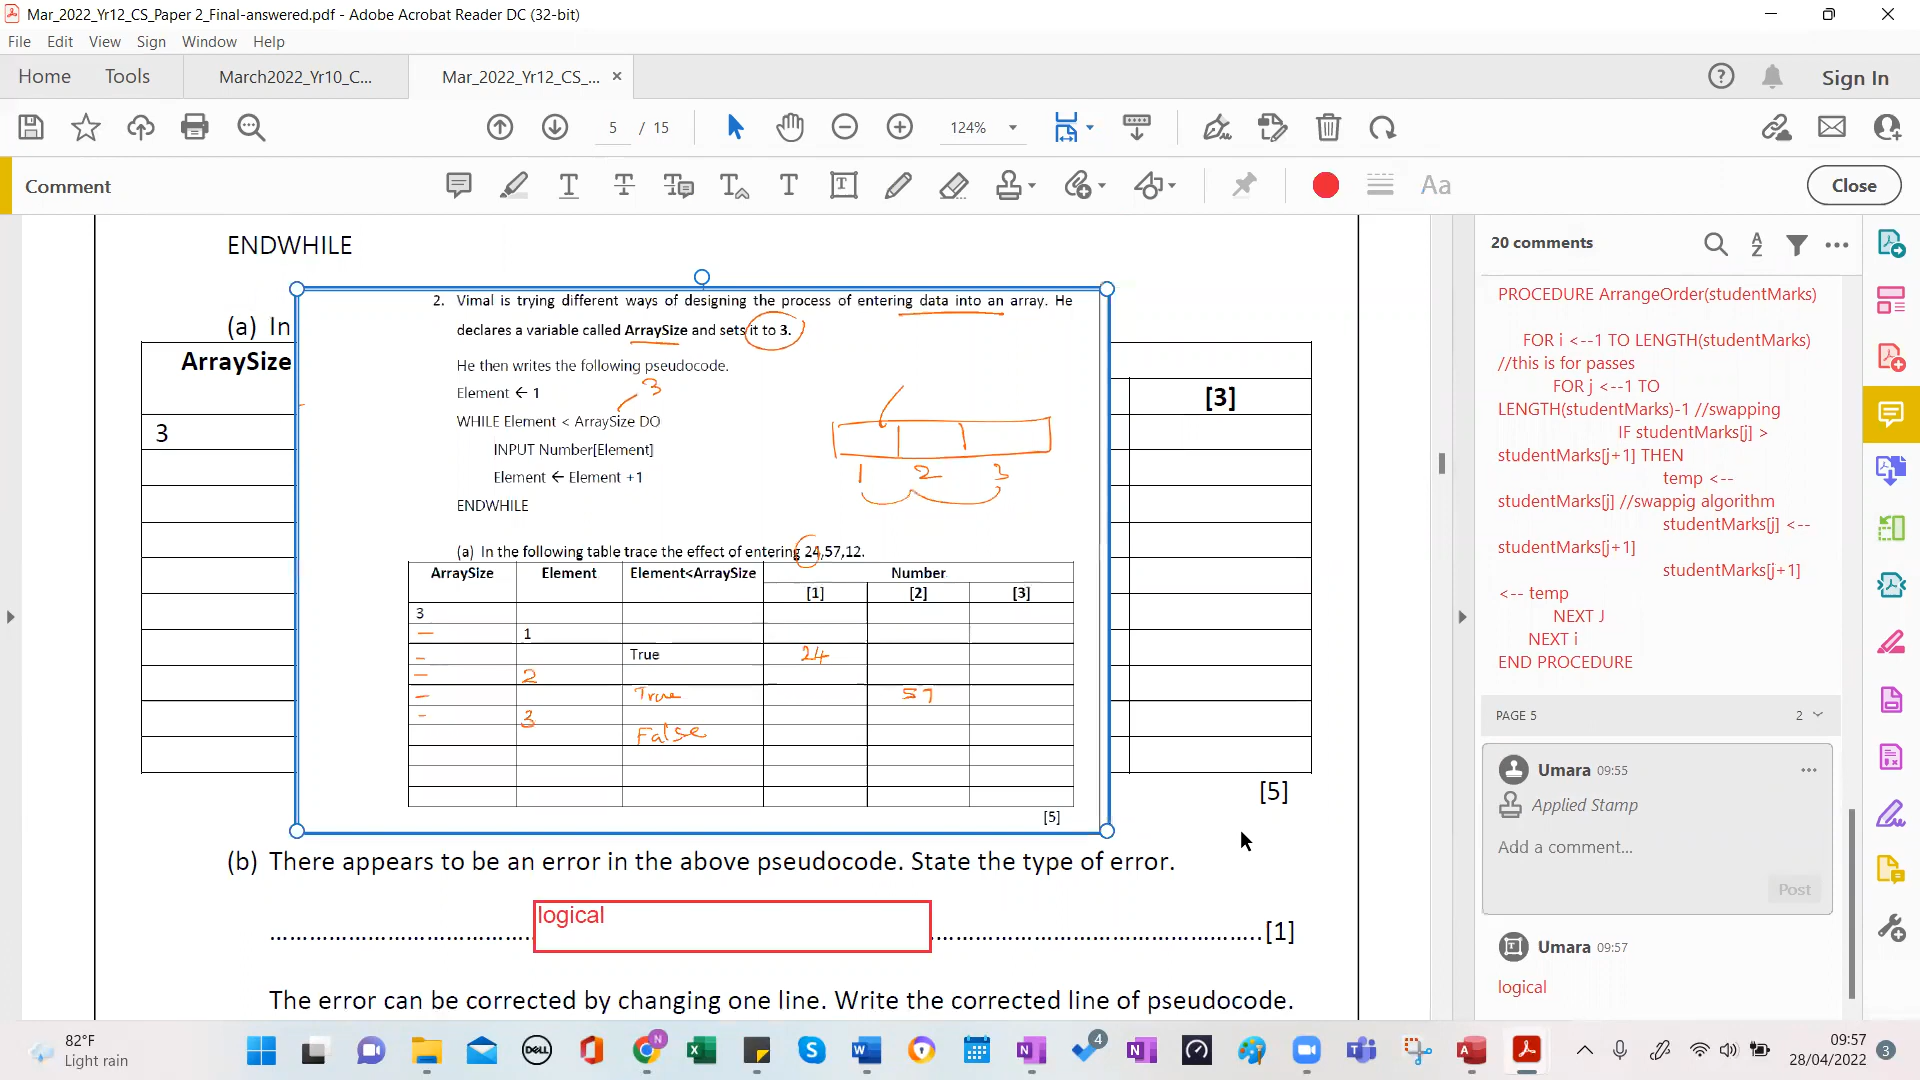 Mar_2022_Yr12_CS_Paper 2_Final-answered.pdf - Adobe Acrobat Reader DC (32-bit)
File Edit View Sign Window Help
Home Tools March2022_Yr10_C... Mar_2022_Yr12_CS_... × Sign In
5 / 15 124%
Comment Close
ENDWHILE
(a) In
ArraySize
3
[3]
2. Vimal is trying different ways of designing the process of entering data into an array. He
declares a variable called ArraySize and sets it to 3.
He then writes the following pseudocode.
3
Element ← 1
WHILE Element < ArraySize DO
INPUT Number[Element]
Element ← Element +1
ENDWHILE
1 2 3
(a) In the following table trace the effect of entering 24,57,12.
ArraySize Element Element<ArraySize Number
[1] [2] [3]
3
– 1
– True 24
– 2
– True 57
– 3
False
[5]
[5]
(b) There appears to be an error in the above pseudocode. State the type of error.
logical
[1]
The error can be corrected by changing one line. Write the corrected line of pseudocode.
20 comments
PROCEDURE ArrangeOrder(studentMarks)
FOR i <--1 TO LENGTH(studentMarks)
//this is for passes
FOR j <--1 TO
LENGTH(studentMarks)-1 //swapping
IF studentMarks[j] >
studentMarks[j+1] THEN
temp <--
studentMarks[j] //swappig algorithm
studentMarks[j] <--
studentMarks[j+1]
studentMarks[j+1]
<-- temp
NEXT J
NEXT i
END PROCEDURE
PAGE 5 2
Umara 09:55
Applied Stamp
Add a comment...
Post
Umara 09:57
logical
82°F
Light rain
DELL
4
09:57
28/04/2022
3